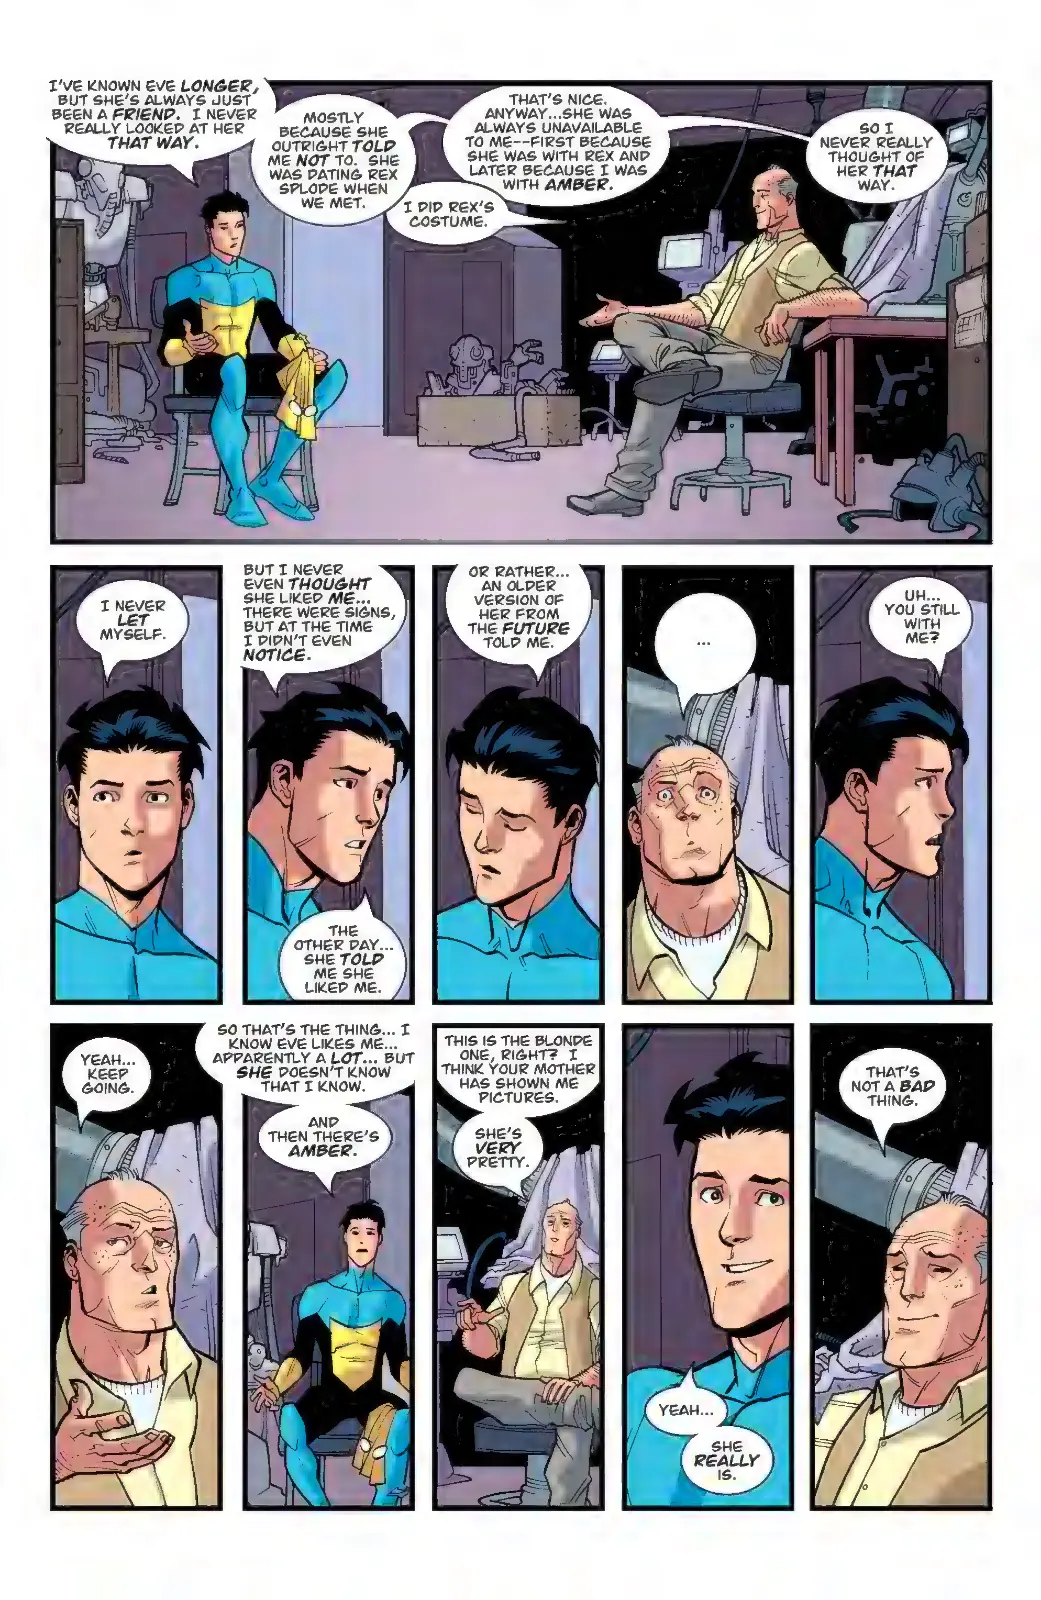 I'VE KNOWN EVE LONGER,
BUT SHE'S ALWAYS JUST
BEEN A FRIEND. I NEVER
REALLY LOOKED AT HER
THAT WAY.
MOSTLY
BECAUSE SHE
OUTRIGHT TOLD
ME NOT TO. SHE
WAS DATING REX
SPLODE WHEN
WE MET.
I DID REX'S
COSTUME.
THAT'S NICE.
ANYWAY...SHE WAS
ALWAYS UNAVAILABLE
TO ME--FIRST BECAUSE
SHE WAS WITH REX AND
LATER BECAUSE I WAS
WITH AMBER.
SO I
NEVER REALLY
THOUGHT OF
HER THAT
WAY.
I NEVER
LET
MYSELF.
BUT I NEVER
EVEN THOUGHT
SHE LIKED ME...
THERE WERE SIGNS,
BUT AT THE TIME
I DIDN'T EVEN
NOTICE.
THE
OTHER DAY...
SHE TOLD
ME SHE
LIKED ME.
OR RATHER...
AN OLDER
VERSION OF
HER FROM
THE FUTURE
TOLD ME.
...
UH...
YOU STILL
WITH
ME?
YEAH...
KEEP
GOING.
SO THAT'S THE THING... I
KNOW EVE LIKES ME...
APPARENTLY A LOT... BUT
SHE DOESN'T KNOW
THAT I KNOW.
AND
THEN THERE'S
AMBER.
THIS IS THE BLONDE
ONE, RIGHT? I
THINK YOUR MOTHER
HAS SHOWN ME
PICTURES.
SHE'S
VERY
PRETTY.
YEAH...
SHE
REALLY
IS.
THAT'S
NOT A BAD
THING.